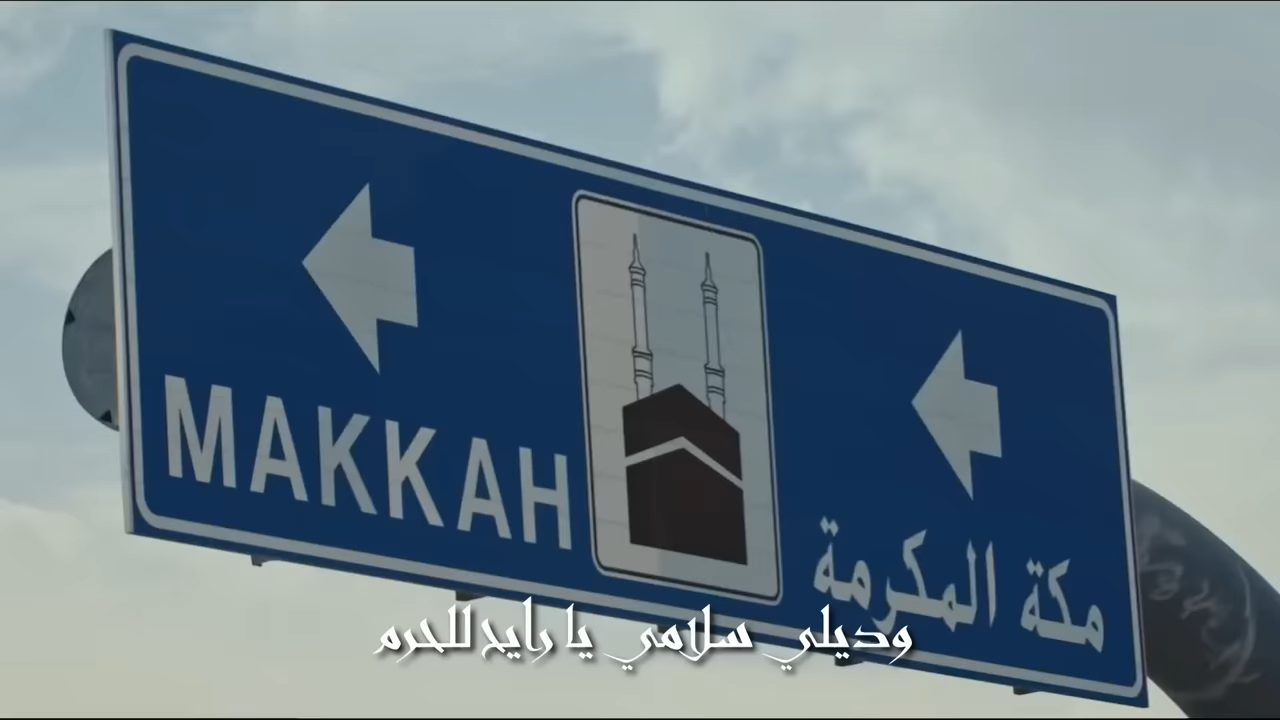 MAKKAH
مكة المكرمة
وديلي سلامي يا رايح للحرم